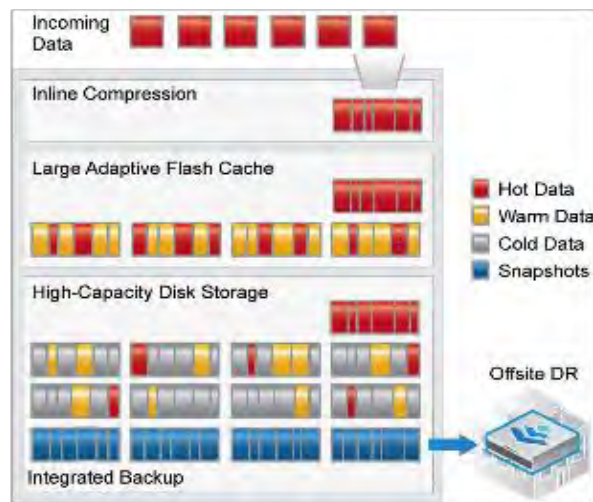 Incoming
Data
Inline Compression
Large Adaptive Flash Cache
Hot Data
Warm Data
Cold Data
Snapshots
High-Capacity Disk Storage
Offsite DR
Integrated Backup